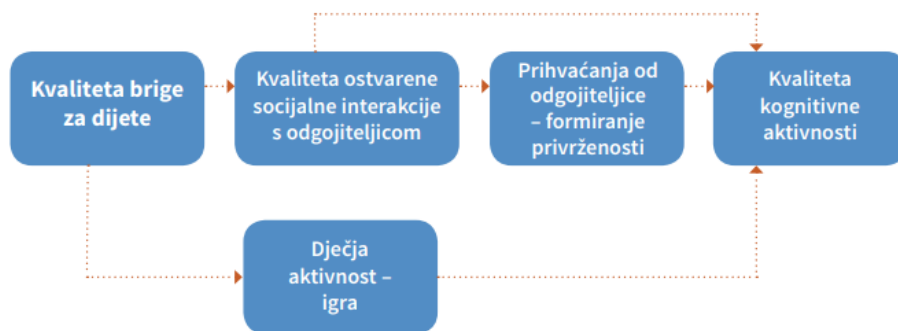 Kvaliteta brige
za dijete
Kvaliteta ostvarene
socijalne interakcije
s odgojiteljicom
Prihvaćanja od
odgojiteljice
– formiranje
privrženosti
Kvaliteta
kognitivne
aktivnosti
Dječja
aktivnost –
igra